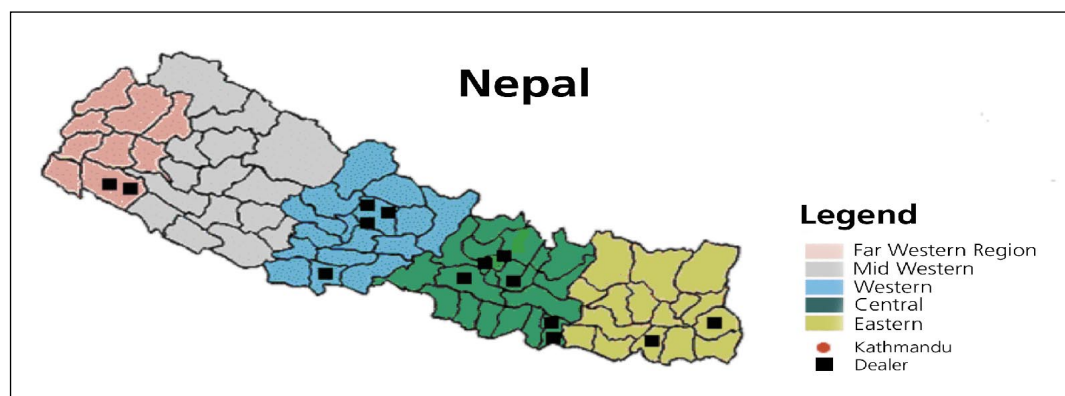 Nepal
Legend
Far Western Region
Mid Western
Western
Central
Eastern
Kathmandu
Dealer